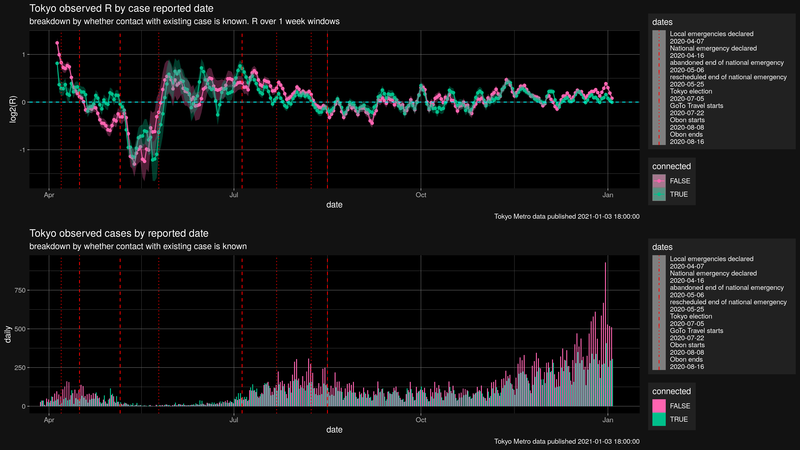 Tokyo observed R by case reported date
breakdown by whether contact with existing case is known. R over 1 week windows
log2(R)
1
0
-1
Apr
Jul
Oct
Jan
date
Tokyo Metro data published 2021-01-03 18:00:00
dates
Local emergencies declared
2020-04-07
National emergency declared
2020-04-16
abandoned end of national emergency
2020-05-06
rescheduled end of national emergency
2020-05-25
Tokyo election
2020-07-05
GoTo Travel starts
2020-07-22
Obon starts
2020-08-08
Obon ends
2020-08-16
connected
FALSE
TRUE
Tokyo observed cases by reported date
breakdown by whether contact with existing case is known
daily
750
500
250
0
Apr
Jul
Oct
Jan
date
Tokyo Metro data published 2021-01-03 18:00:00
dates
Local emergencies declared
2020-04-07
National emergency declared
2020-04-16
abandoned end of national emergency
2020-05-06
rescheduled end of national emergency
2020-05-25
Tokyo election
2020-07-05
GoTo Travel starts
2020-07-22
Obon starts
2020-08-08
Obon ends
2020-08-16
connected
FALSE
TRUE